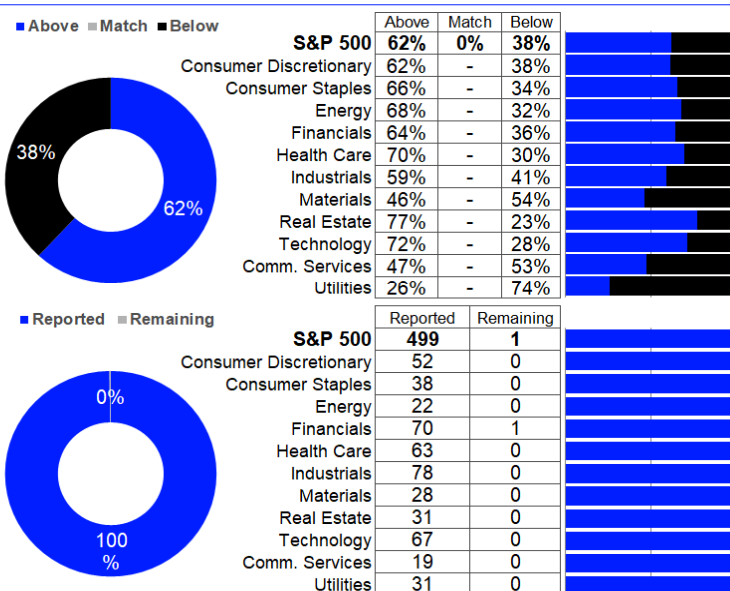 Above Match Below
38%
62%
Above Match Below
S&P 500 62% 0% 38%
Consumer Discretionary 62% - 38%
Consumer Staples 66% - 34%
Energy 68% - 32%
Financials 64% - 36%
Health Care 70% - 30%
Industrials 59% - 41%
Materials 46% - 54%
Real Estate 77% - 23%
Technology 72% - 28%
Comm. Services 47% - 53%
Utilities 26% - 74%
Reported Remaining
0%
100
%
Reported Remaining
S&P 500 499 1
Consumer Discretionary 52 0
Consumer Staples 38 0
Energy 22 0
Financials 70 1
Health Care 63 0
Industrials 78 0
Materials 28 0
Real Estate 31 0
Technology 67 0
Comm. Services 19 0
Utilities 31 0